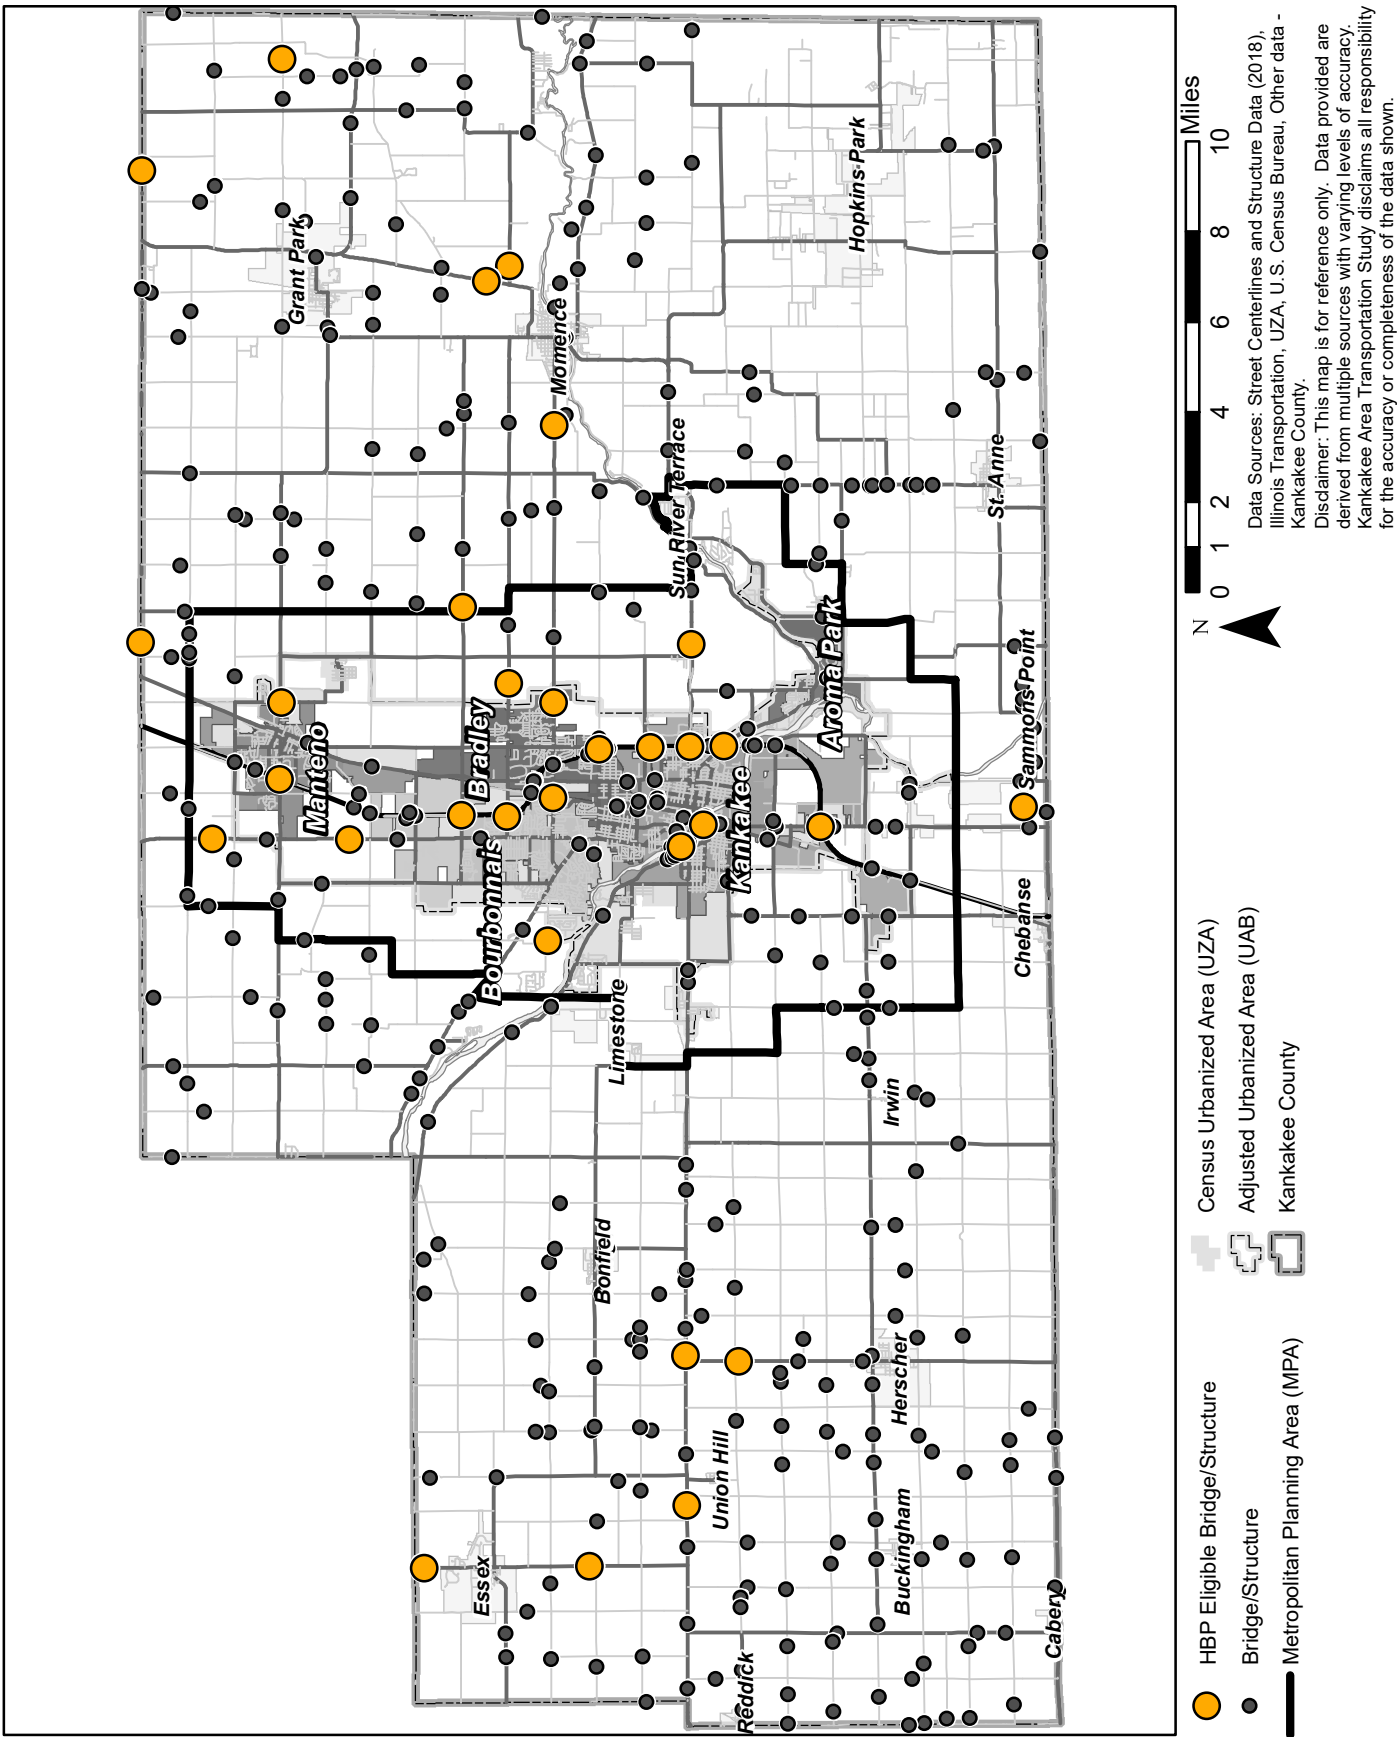 Grant Park
Momence
Hopkins Park
Sun River Terrace
St. Anne
Manteno
Bradley
Bourbonnais
Kankakee
Aroma Park
Sammons Point
Chebanse
Limestone
Irwin
Bonfield
Herscher
Essex
Union Hill
Buckingham
Reddick
Cabery
HBP Eligible Bridge/Structure
Bridge/Structure
Metropolitan Planning Area (MPA)
Census Urbanized Area (UZA)
Adjusted Urbanized Area (UAB)
Kankakee County
N
0 1 2 4 6 8 10
Miles
Data Sources: Street Centerlines and Structure Data (2018),
Illinois Transportation, UZA, U.S. Census Bureau, Other data -
Kankakee County.
Disclaimer: This map is for reference only. Data provided are
derived from multiple sources with varying levels of accuracy.
Kankakee Area Transportation Study disclaims all responsibility
for the accuracy or completeness of the data shown.